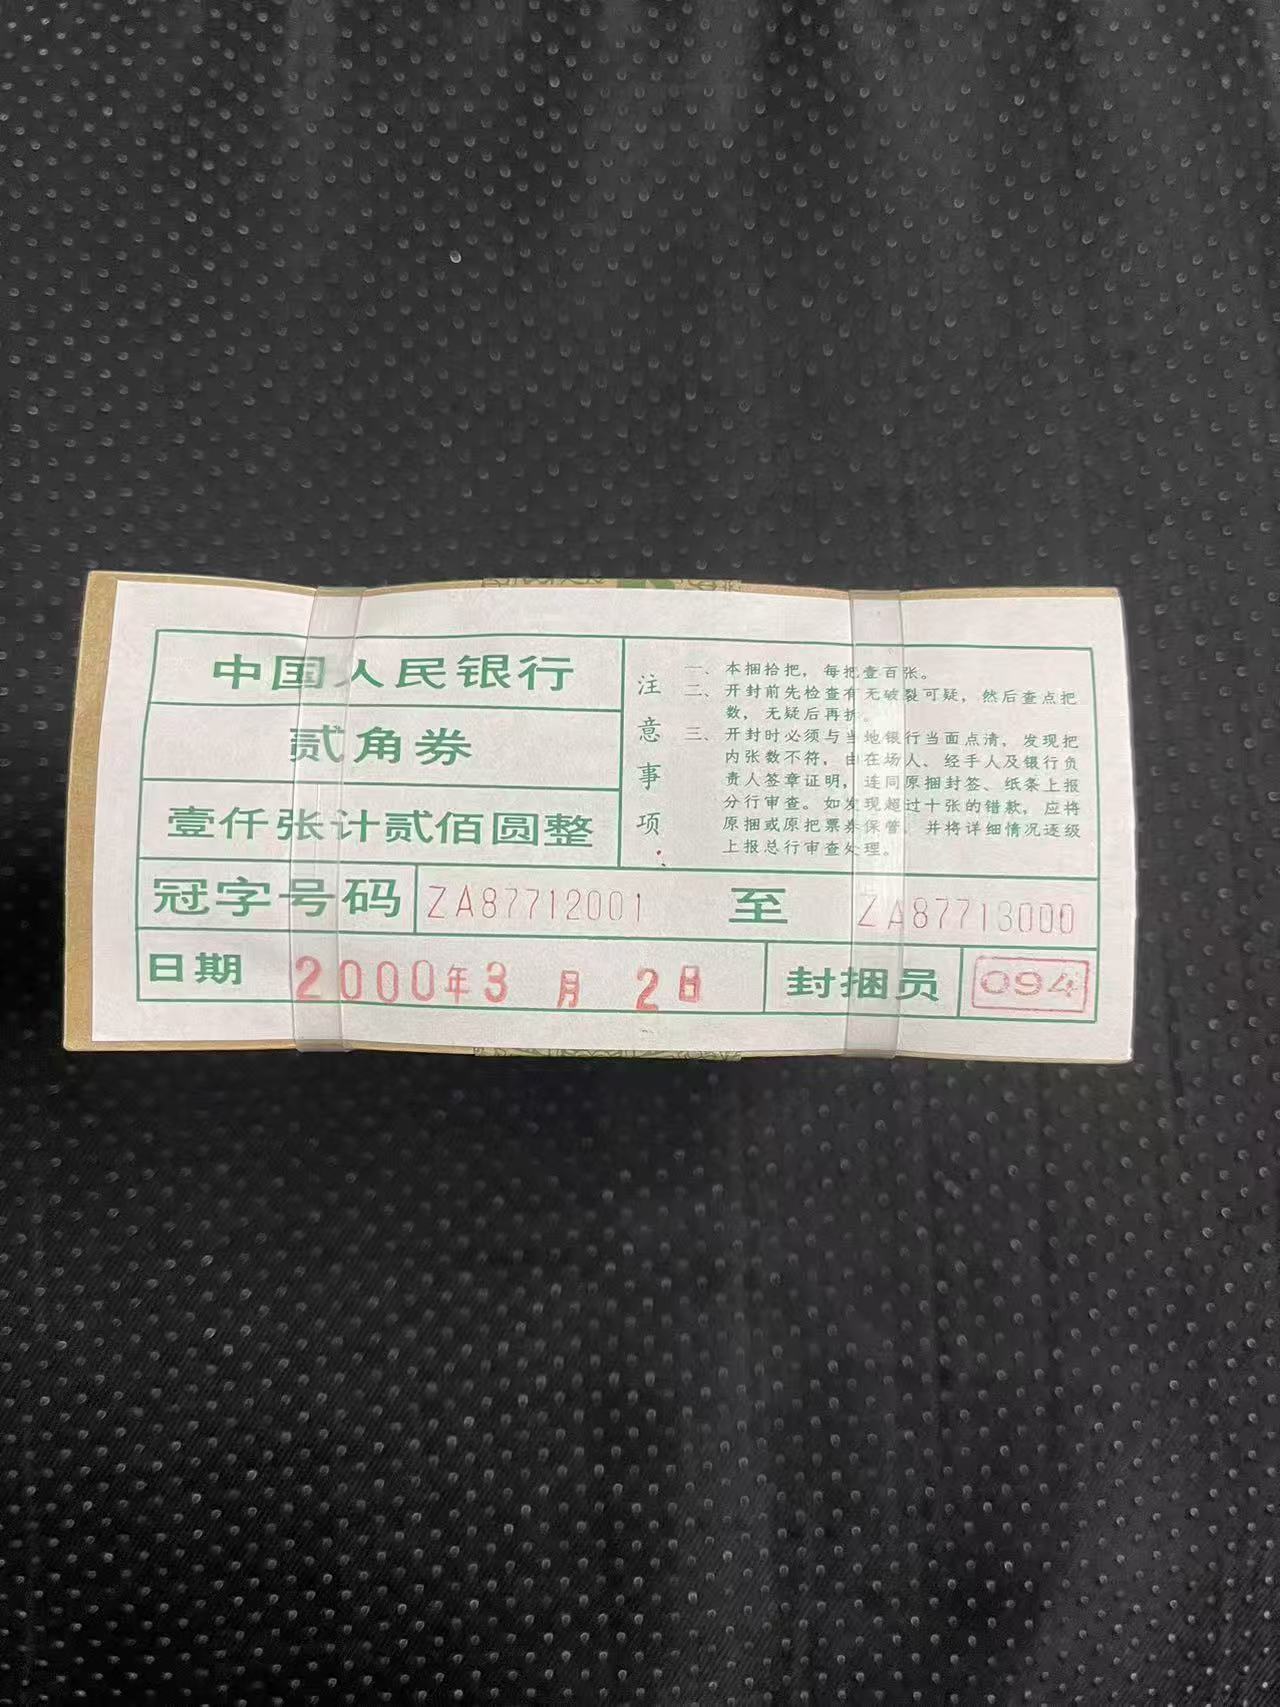 中国人民银行
贰角券
壹仟张计贰佰圆整
注意事项：
一、本捆拾把，每把壹百张。
二、开封前先检查有无破裂可疑，然后查点把
数，无疑后再拆。
三、开封时必须与当地银行当面点清，发现把
内张数不符，由在场人、经手人及银行负
责人签章证明，连同原捆封签、纸条上报
分行审查。如发现超过十张的错款，应将
原捆或原把票券保管，并将详细情况逐级
上报总行审查处理。
冠字号码 ZA87712001 至 ZA87713000
日期 2000年3月2日 封捆员 094